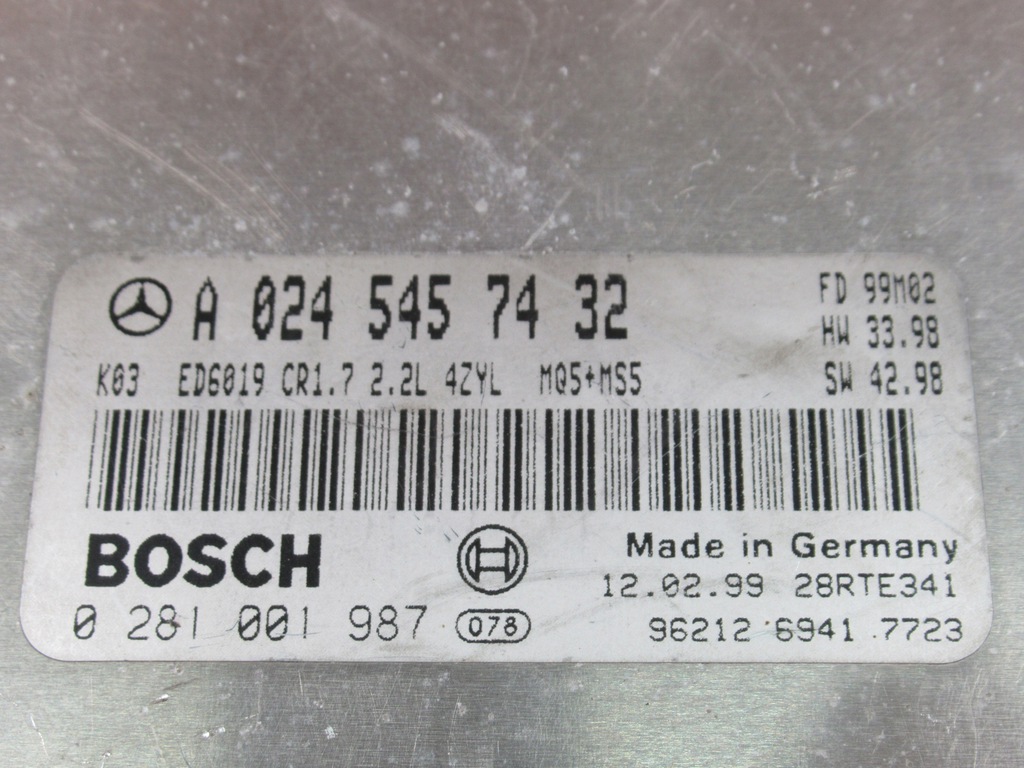 A 024 545 74 32
FD 99M02
HW 33.98
K03 ED6019 CR1.7 2.2L 4ZYL MQ5+MS5
SW 42.98
BOSCH
Made in Germany
12.02.99 28RTE341
0 281 001 987 078
96212 6941 7723